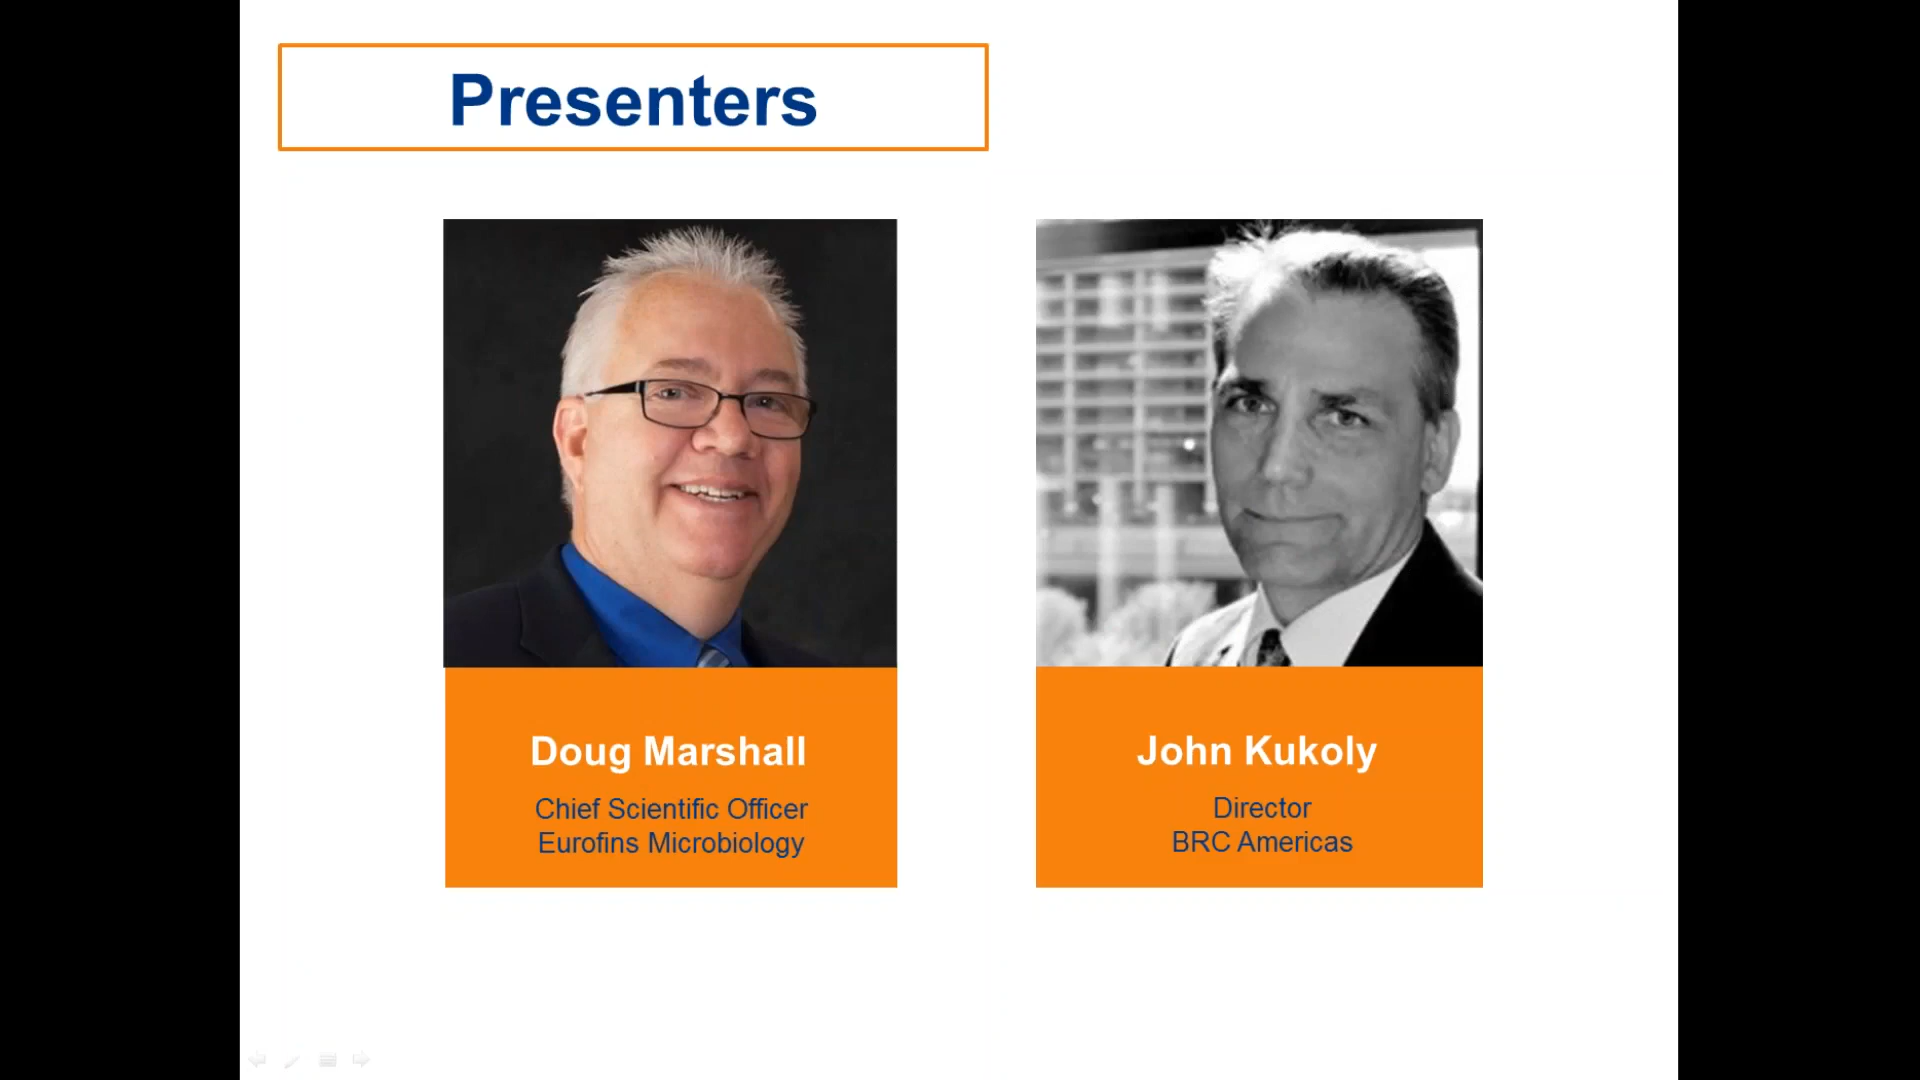 Presenters
Doug Marshall
Chief Scientific Officer
Eurofins Microbiology
John Kukoly
Director
BRC Americas